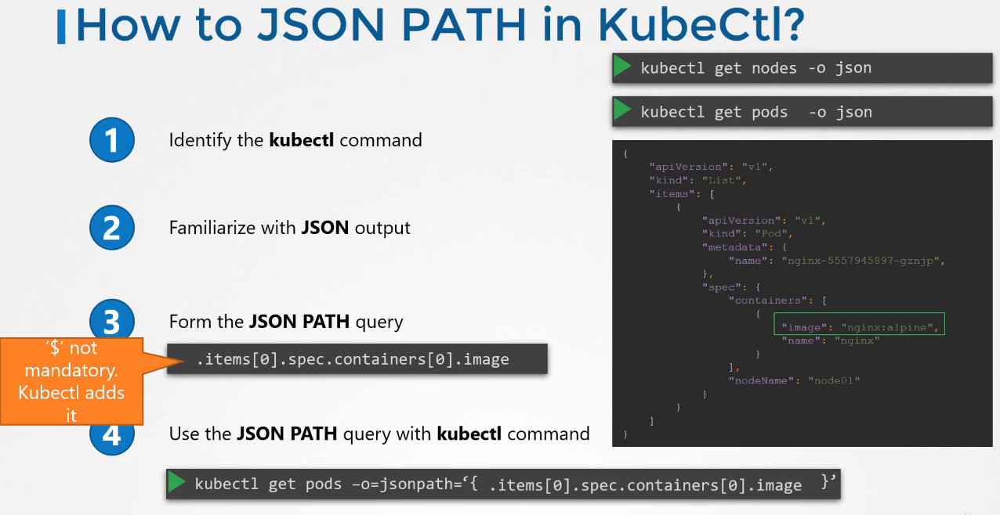 How to JSON PATH in KubeCtl?
kubectl get nodes -o json
kubectl get pods -o json
1
Identify the kubectl command
2
Familiarize with JSON output
3
Form the JSON PATH query
‘$’ not
mandatory.
Kubectl adds
it
.items[0].spec.containers[0].image
4
Use the JSON PATH query with kubectl command
kubectl get pods –o=jsonpath=‘{ .items[0].spec.containers[0].image }’
{
"apiVersion": "v1",
"kind": "List",
"items": [
{
"apiVersion": "v1",
"kind": "Pod",
"metadata": {
"name": "nginx-5557945897-gznjp",
},
"spec": {
"containers": [
{
"image": "nginx:alpine",
"name": "nginx"
}
],
"nodeName": "node01"
}
}
]
}